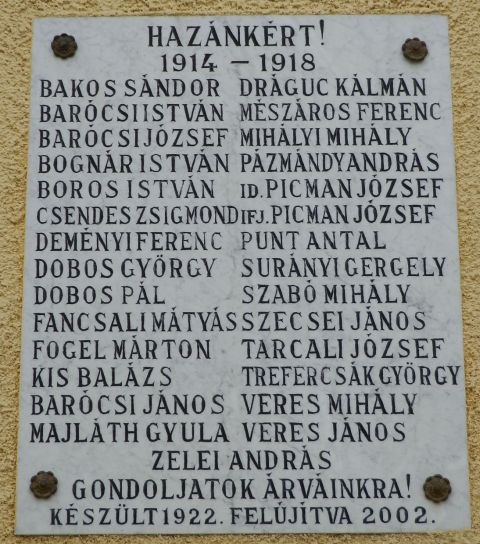 HAZÁNKÉRT!
1914 – 1918
BAKOS SÁNDOR DRÁGUC KÁLMÁN
BARÓCSI ISTVÁN MÉSZÁROS FERENC
BARÓCSI JÓZSEF MIHÁLYI MIHÁLY
BOGNÁR ISTVÁN PÁZMÁNDY ANDRÁS
BOROS ISTVÁN ID. PICMAN JÓZSEF
CSENDES ZSIGMOND IFJ. PICMAN JÓZSEF
DEMÉNYI FERENC PUNT ANTAL
DOBOS GYÖRGY SURÁNYI GERGELY
DOBOS PÁL SZABÓ MIHÁLY
FANCSALI MÁTYÁS SZECSEI JÁNOS
FOGEL MÁRTON TARCALI JÓZSEF
KIS BALÁZS TREFERCSÁK GYÖRGY
BARÓCSI JÁNOS VERES MIHÁLY
MAJLÁTH GYULA VERES JÁNOS
ZELEI ANDRÁS
GONDOLJATOK ÁRVÁINKRA!
KÉSZÜLT 1922. FELÚJÍTVA 2002.